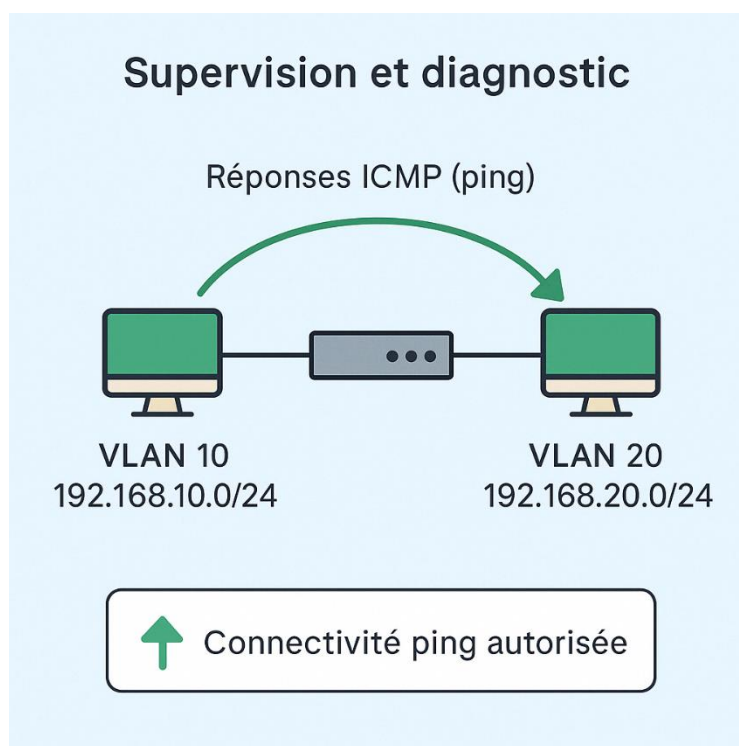 Supervision et diagnostic
Réponses ICMP (ping)
VLAN 10
192.168.10.0/24
VLAN 20
192.168.20.0/24
Connectivité ping autorisée